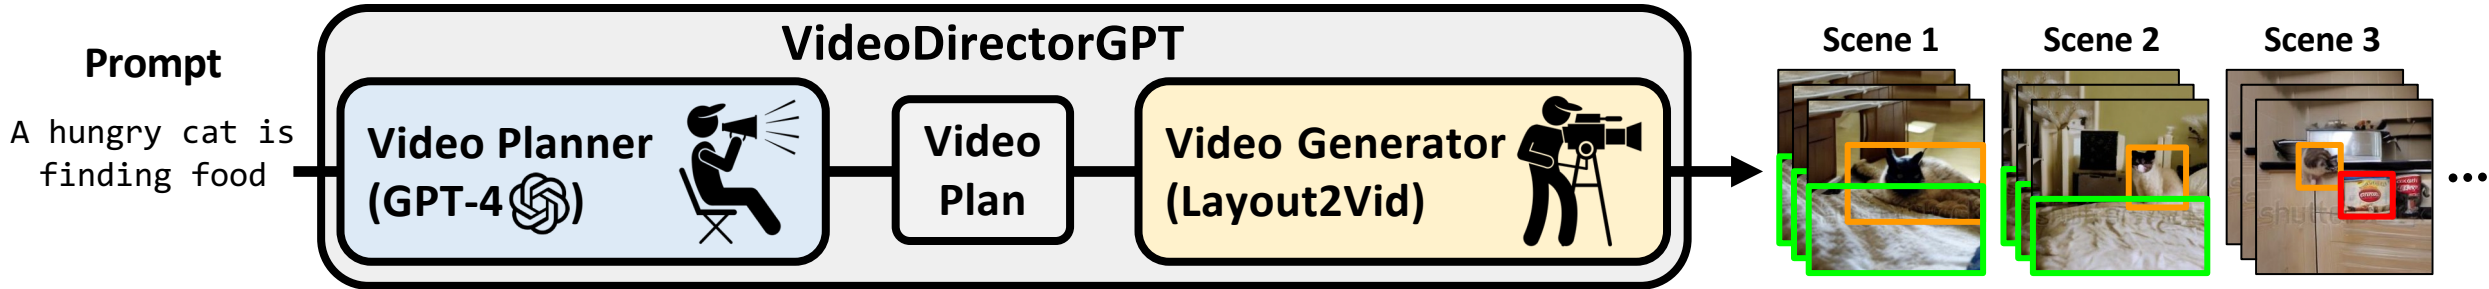 Prompt
A hungry cat is
finding food
VideoDirectorGPT
Video Planner
(GPT-4)
Video
Plan
Video Generator
(Layout2Vid)
Scene 1
Scene 2
Scene 3
...